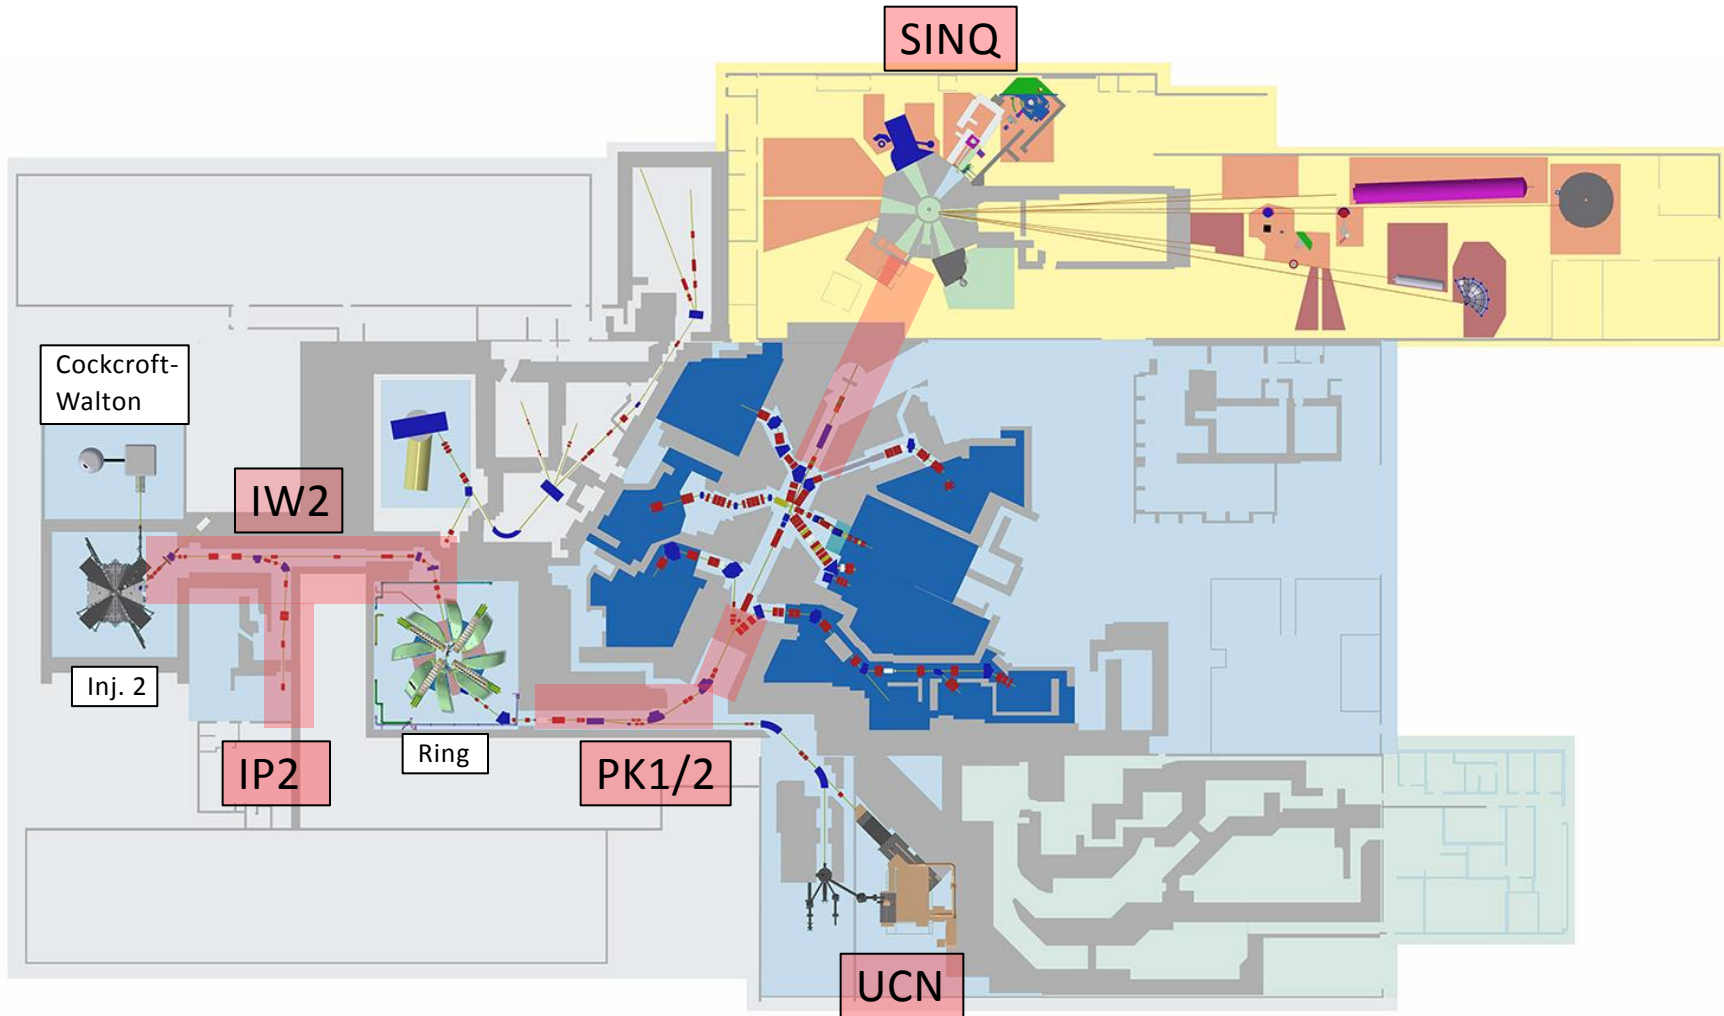 SINQ
Cockcroft-
Walton
IW2
Inj. 2
IP2
Ring
PK1/2
UCN